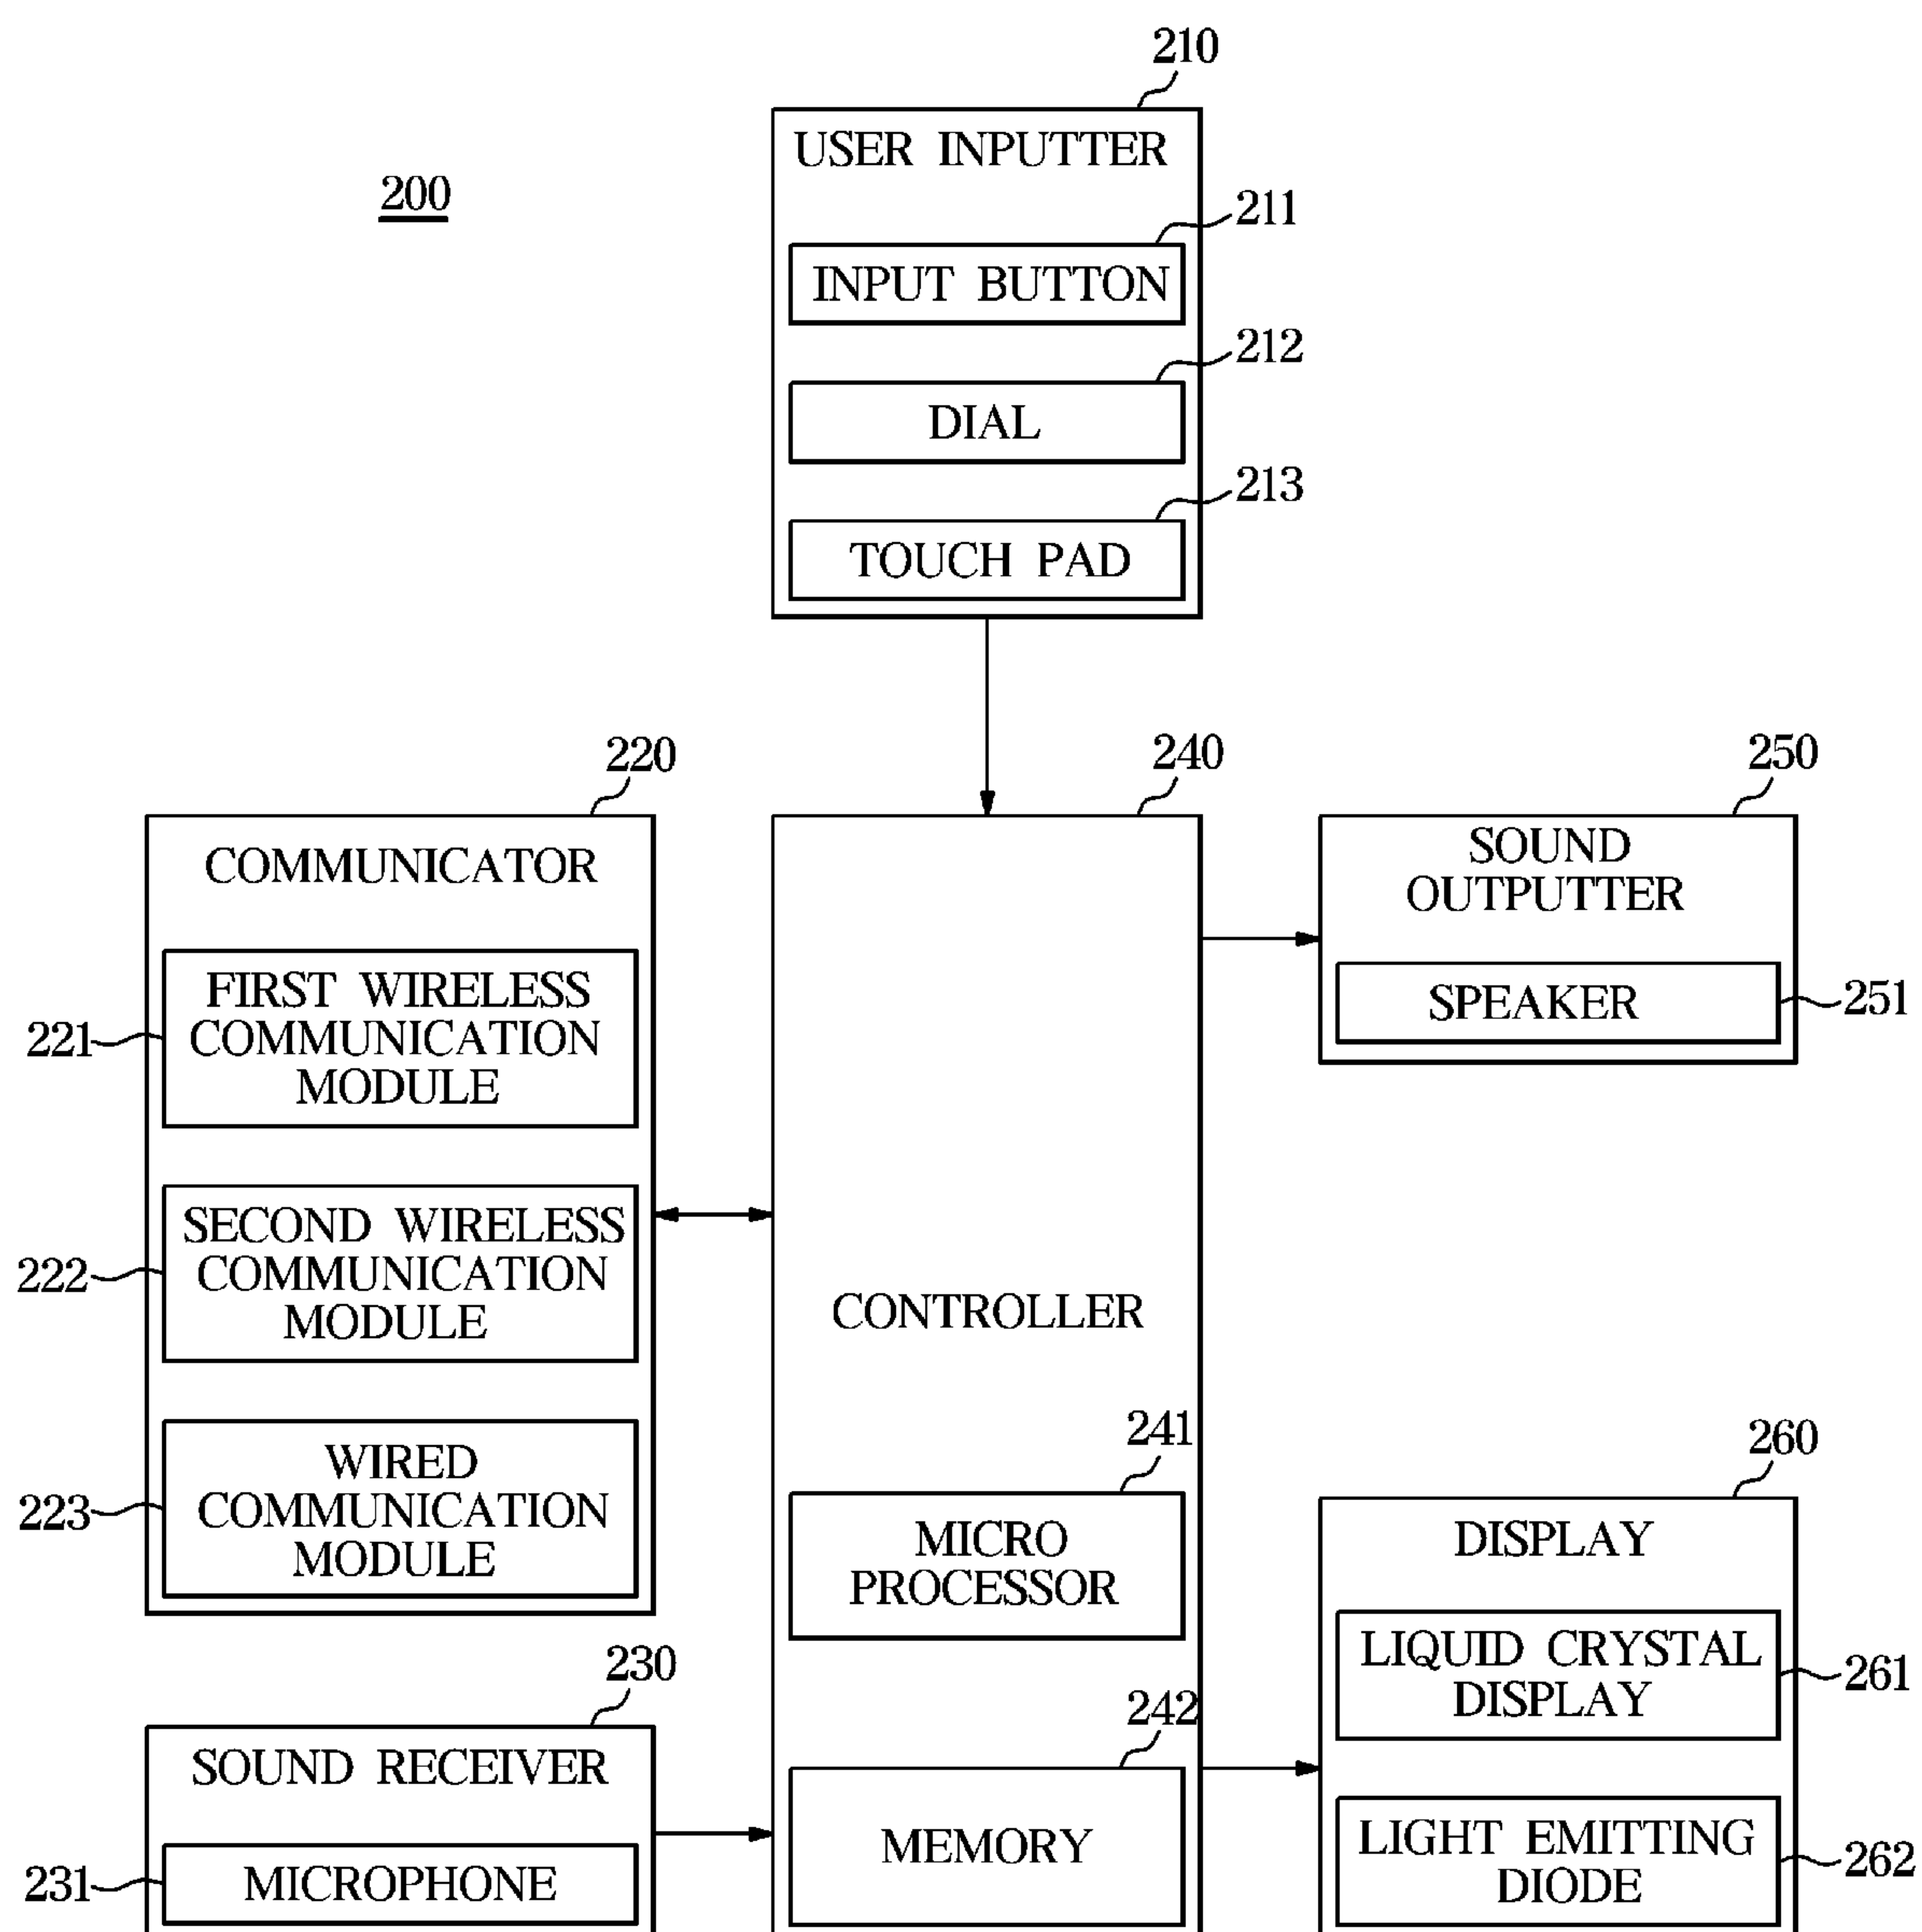 210
USER INPUTTER
200
211
INPUT BUTTON
212
DIAL
213
TOUCH PAD
220
COMMUNICATOR
221
FIRST WIRELESS
COMMUNICATION
MODULE
222
SECOND WIRELESS
COMMUNICATION
MODULE
223
WIRED
COMMUNICATION
MODULE
230
SOUND RECEIVER
231
MICROPHONE
240
CONTROLLER
241
MICRO
PROCESSOR
242
MEMORY
250
SOUND
OUTPUTTER
SPEAKER
251
260
DISPLAY
LIQUID CRYSTAL
DISPLAY
261
LIGHT EMITTING
DIODE
262